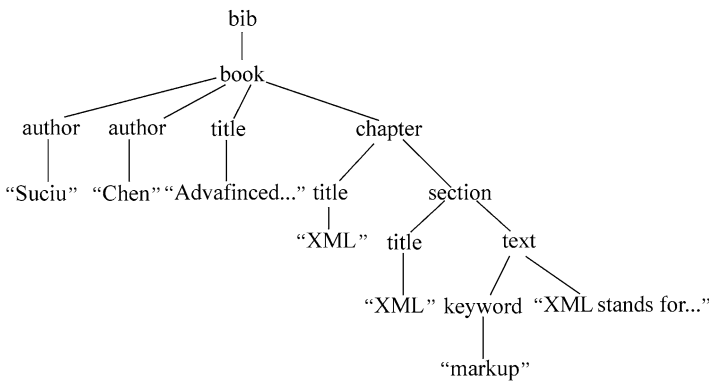 bib
book
author author title chapter
“Suciu” “Chen” “Advafinced...” title section
“XML” title text
“XML” keyword “XML stands for...”
“markup”